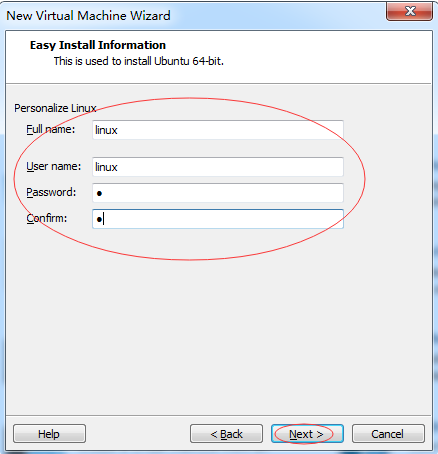 New Virtual Machine Wizard
Easy Install Information
This is used to install Ubuntu 64-bit.
Personalize Linux
Full name: linux
User name: linux
Password: ●
Confirm: ●
Help < Back Next > Cancel